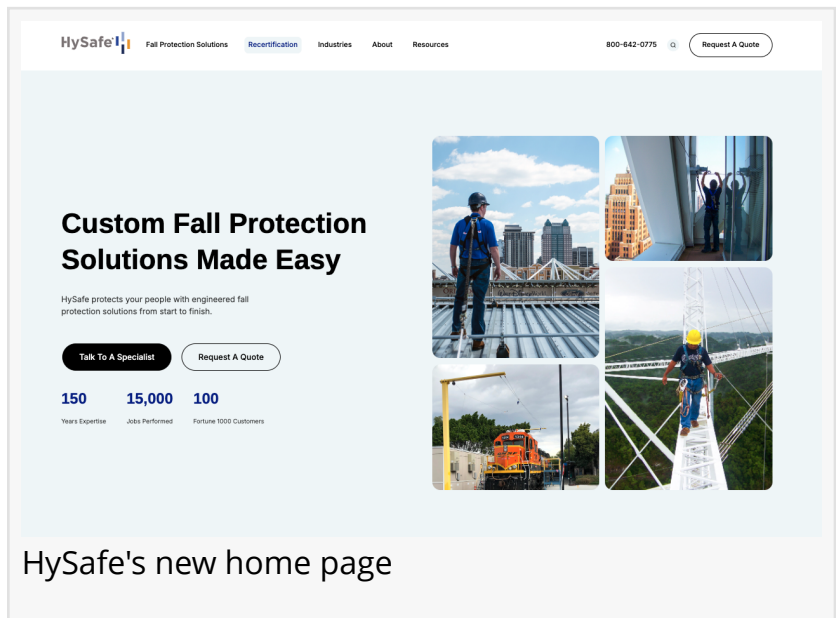 HySafe
Fall Protection Solutions
Recertification
Industries
About
Resources
800-642-0775
Request A Quote
Custom Fall Protection
Solutions Made Easy
HySafe protects your people with engineered fall
protection solutions from start to finish.
Talk To A Specialist
Request A Quote
150
15,000
100
Years Expertise
Jobs Performed
Fortune 1000 Customers
HySafe's new home page